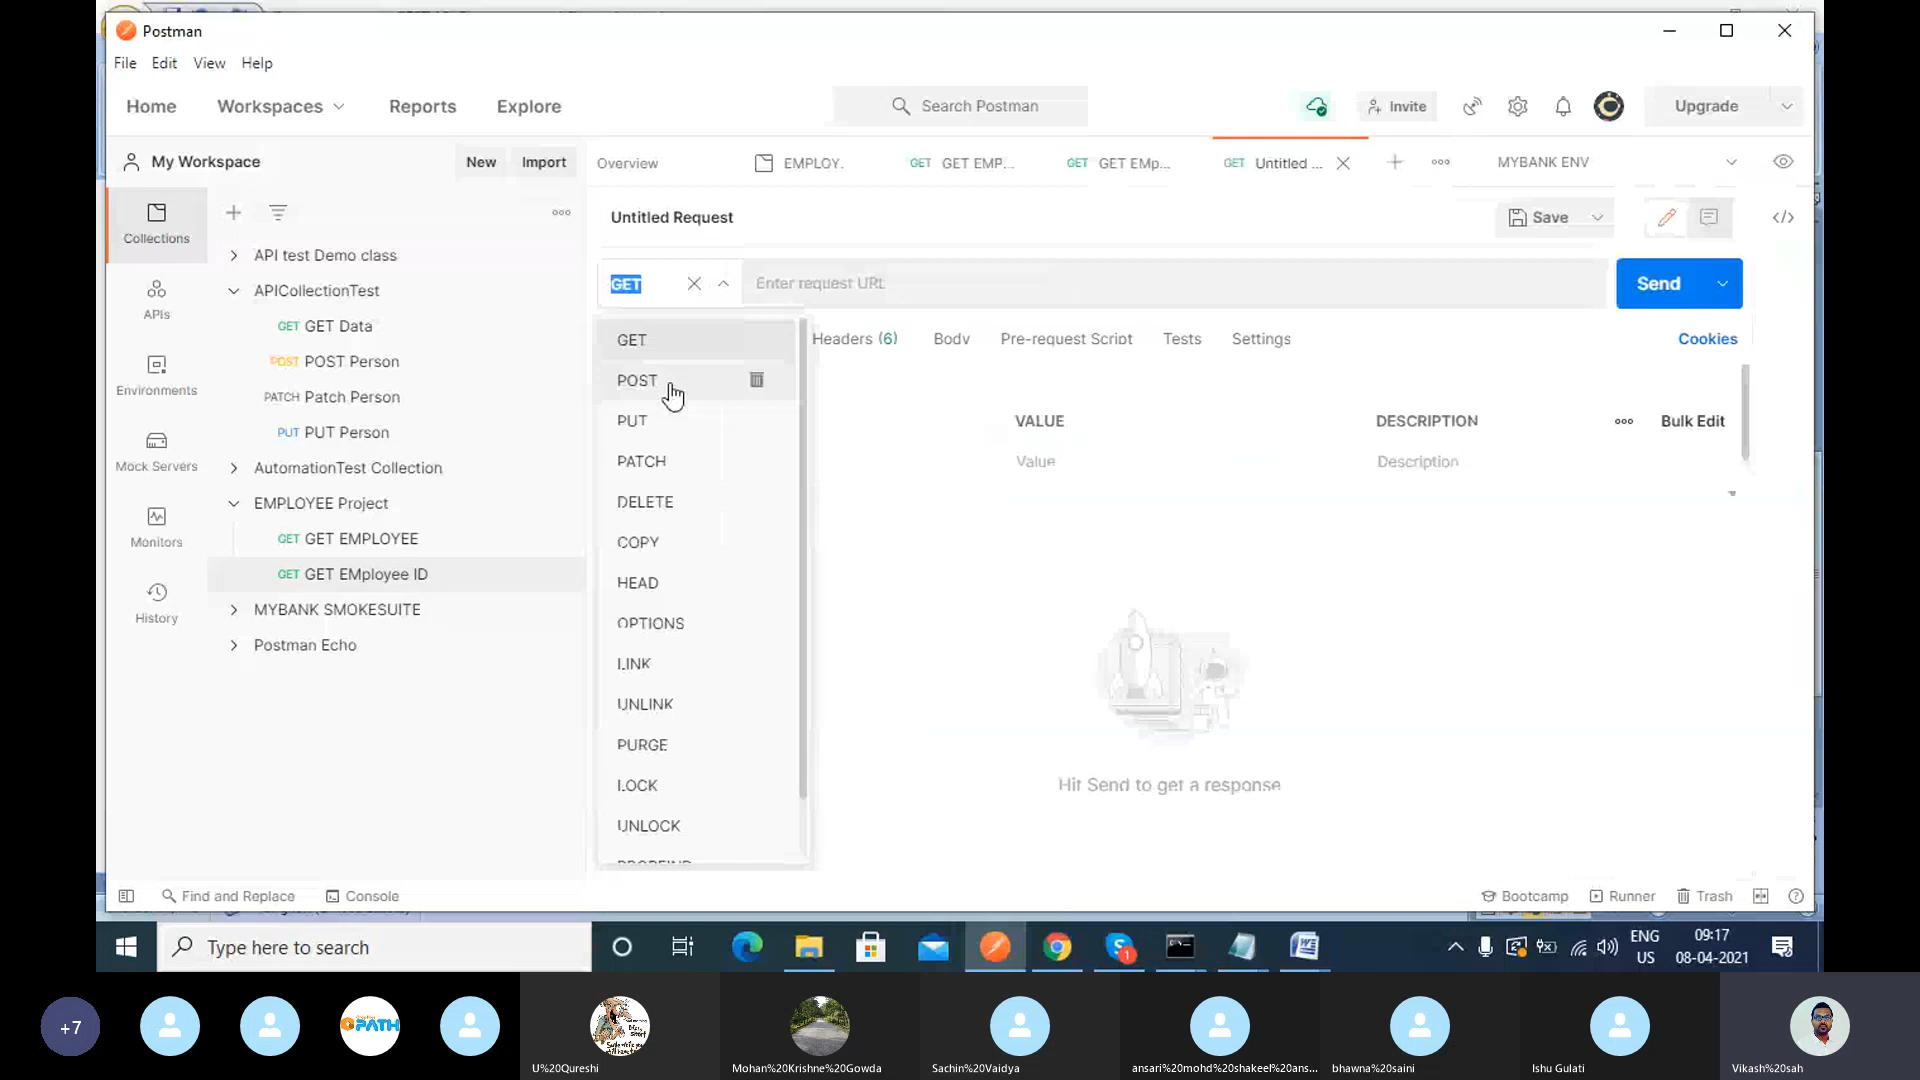 Postman
File Edit View Help
Home Workspaces Reports Explore
Search Postman
Invite
Upgrade
My Workspace
New Import
Overview
EMPLOY.
GET GET EMP...
GET GET EMp...
GET Untitled ...
MYBANK ENV
Collections
APIs
Environments
Mock Servers
Monitors
History
API test Demo class
APICollectionTest
GET GET Data
POST POST Person
PATCH Patch Person
PUT PUT Person
AutomationTest Collection
EMPLOYEE Project
GET GET EMPLOYEE
GET GET EMployee ID
MYBANK SMOKESUITE
Postman Echo
Untitled Request
Save
GET
Enter request URL
Send
Headers (6) Body Pre-request Script Tests Settings
Cookies
VALUE DESCRIPTION
Bulk Edit
Value Description
GET
POST
PUT
PATCH
DELETE
COPY
HEAD
OPTIONS
LINK
UNLINK
PURGE
LOCK
UNLOCK
PROPFIND
Hit Send to get a response
Find and Replace Console
Bootcamp Runner Trash
Type here to search
1
ENG
US
09:17
08-04-2021
+7
PATH
U%20Qureshi
Mohan%20Krishne%20Gowda
Sachin%20Vaidya
ansari%20mohd%20shakeel%20ans...
bhawna%20saini
Ishu Gulati
Vikash%20sah